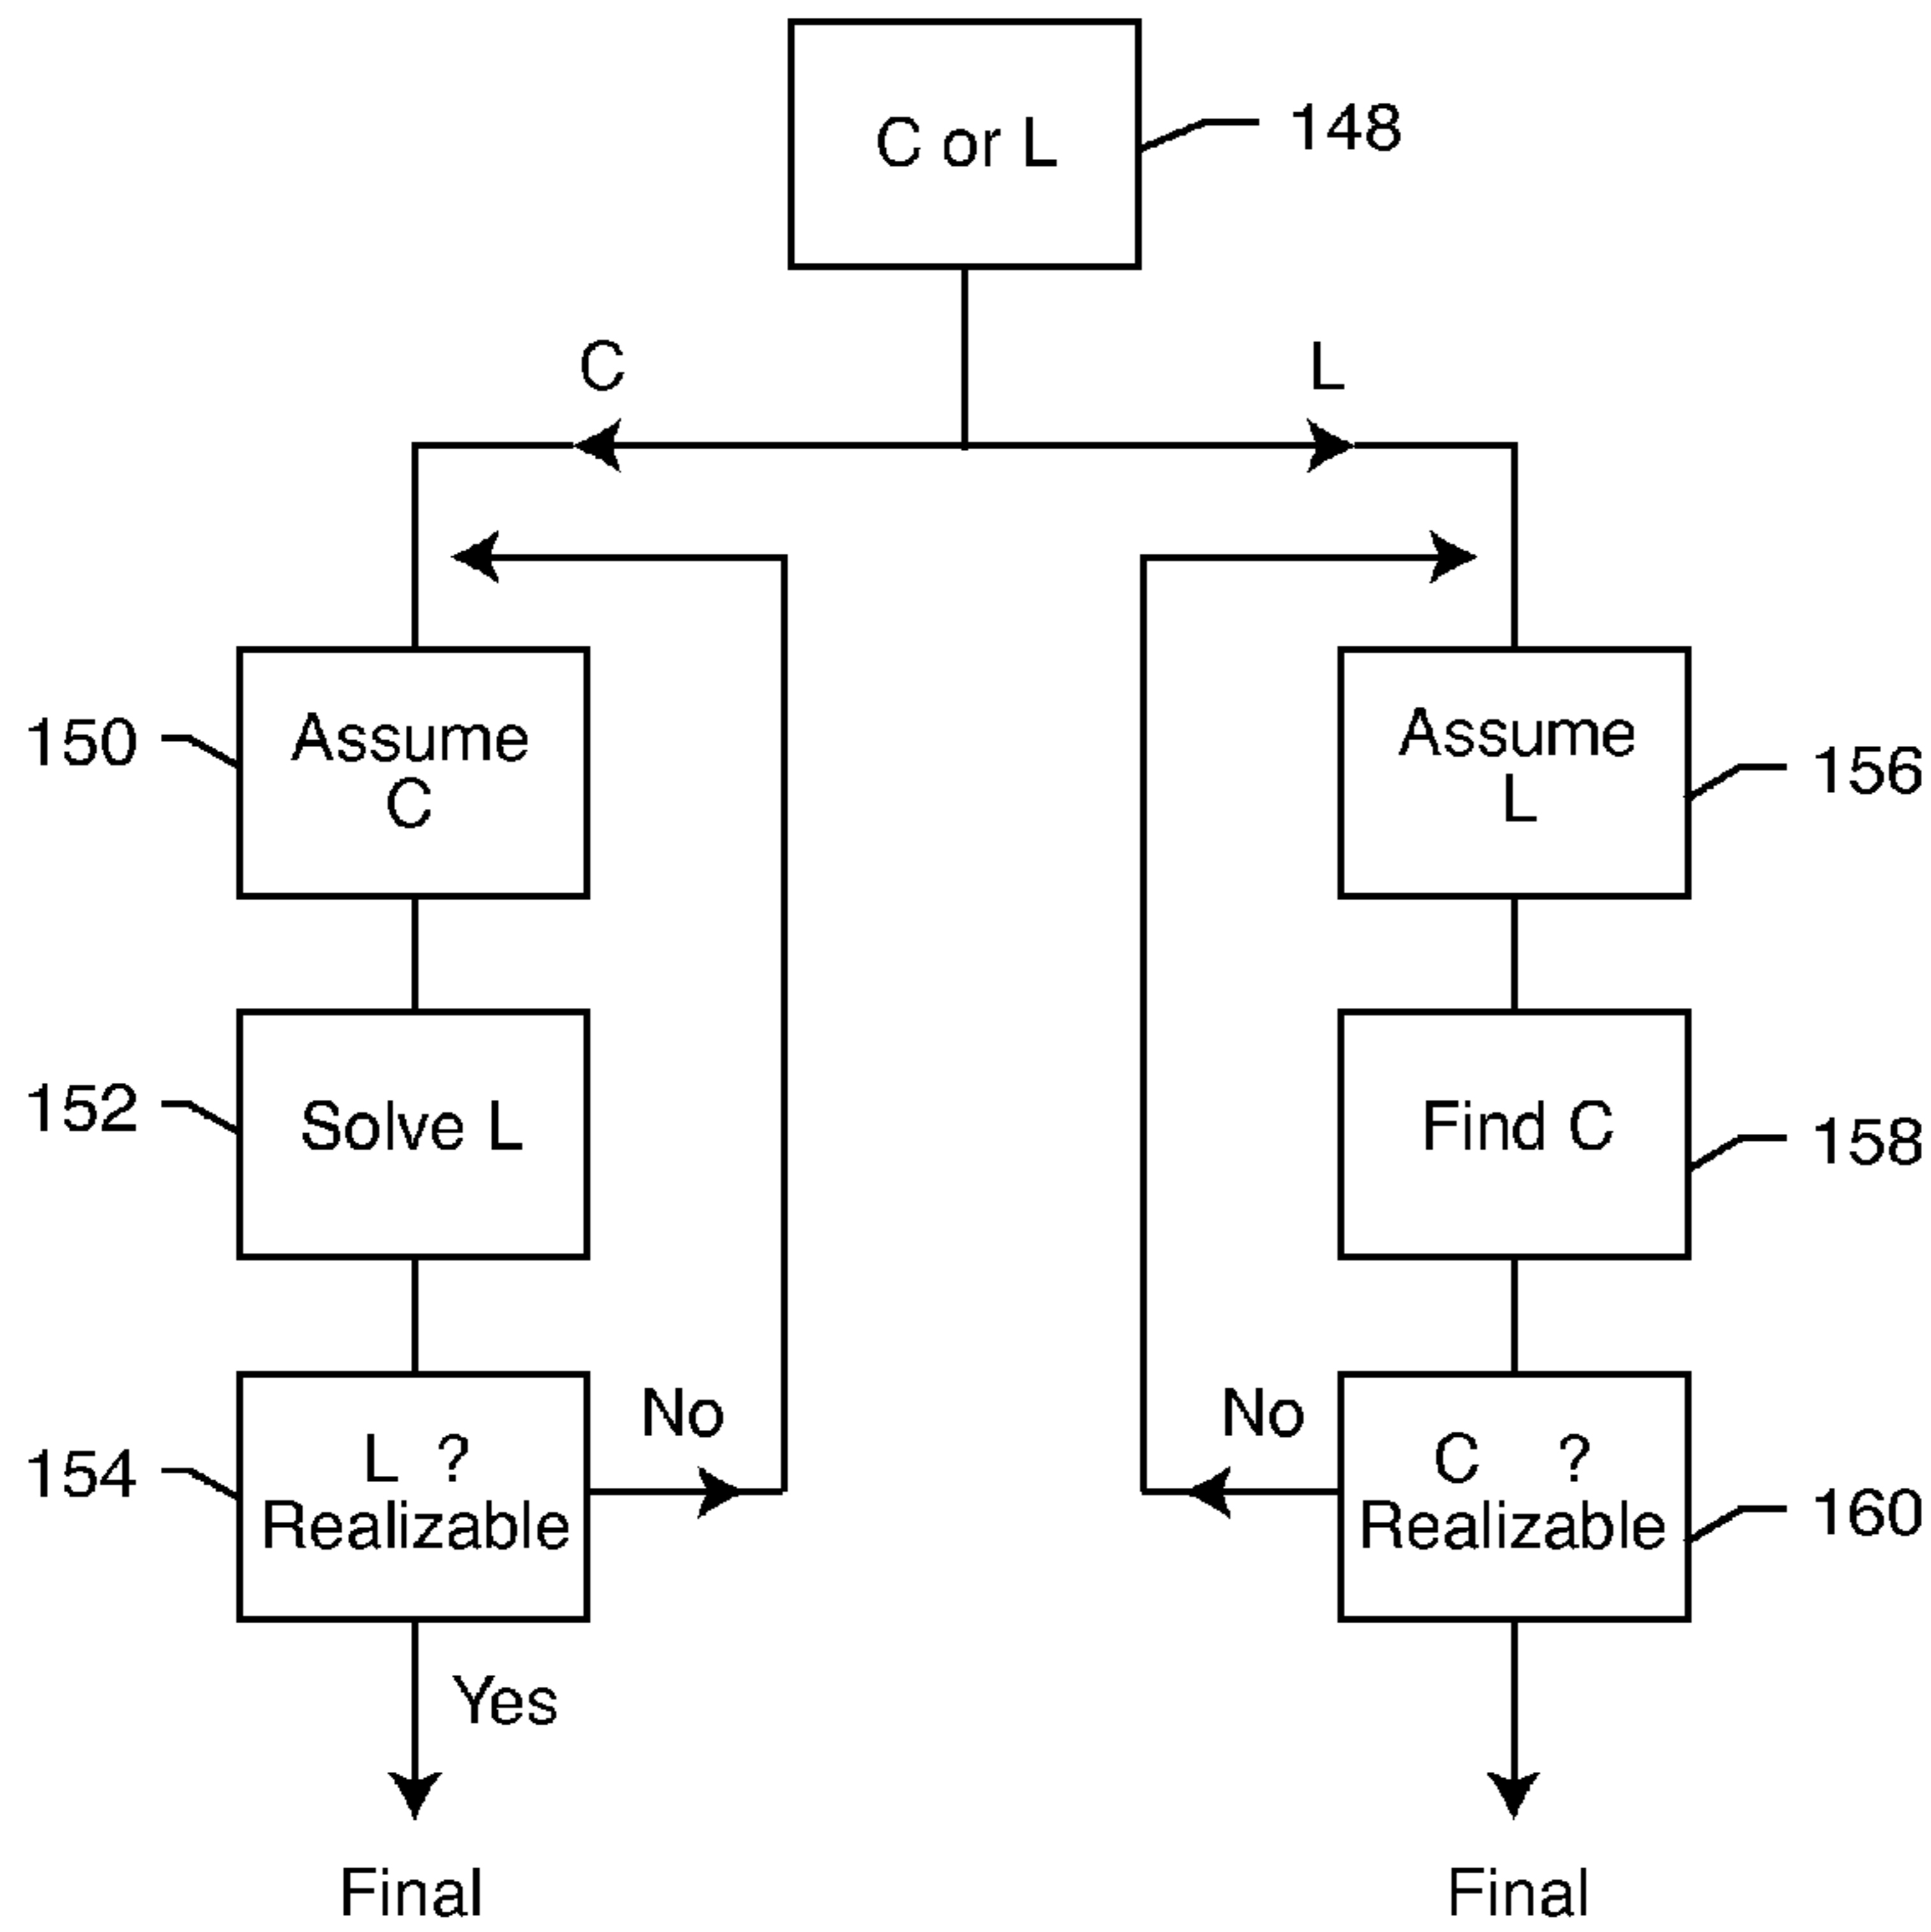 C or L
148
C
L
150
Assume
C
Assume
L
156
152
Solve L
Find C
158
154
L ?
Realizable
No
No
C ?
Realizable
160
Yes
Final
Final